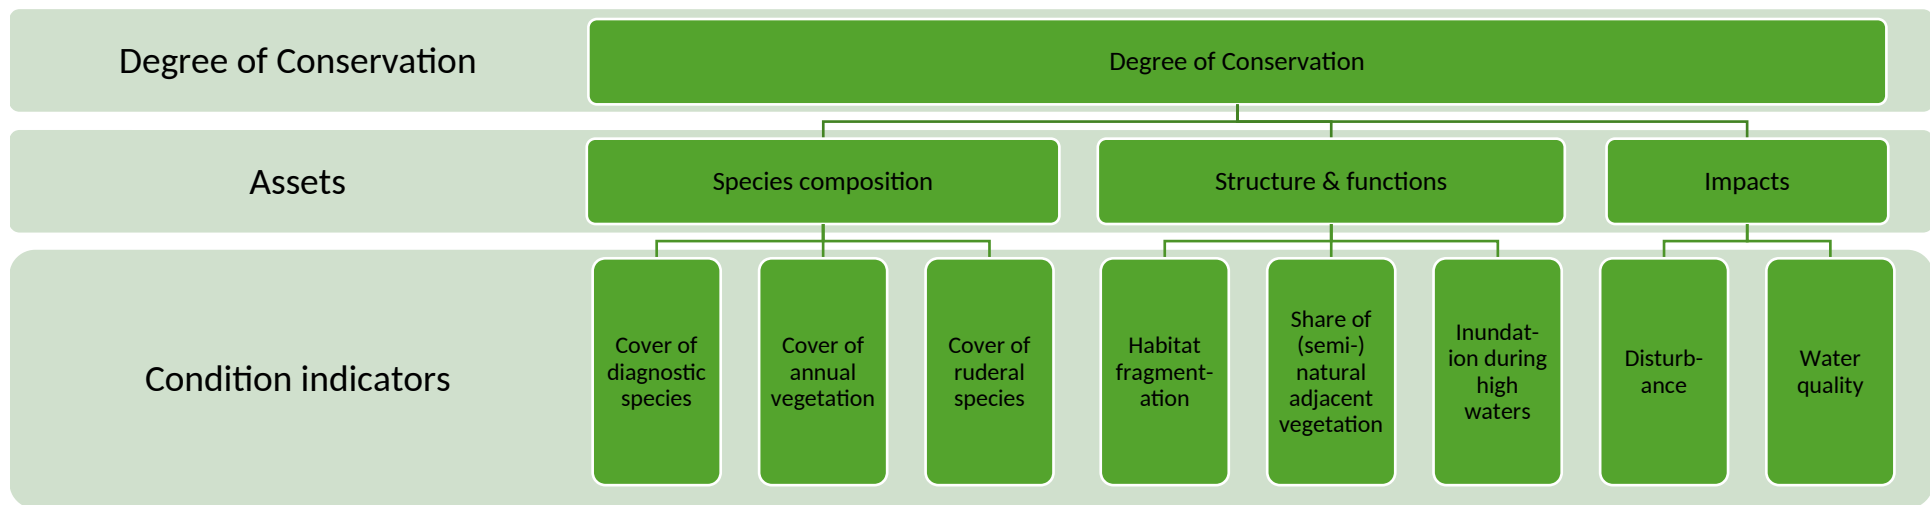 Degree of Conservation
Degree of Conservation
Assets
Species composition
Structure & functions
Impacts
Condition indicators
Cover of
diagnostic
species
Cover of
annual
vegetation
Cover of
ruderal
species
Habitat
fragment-
ation
Share of
(semi-)
natural
adjacent
vegetation
Inundat-
ion during
high
waters
Disturb-
ance
Water
quality